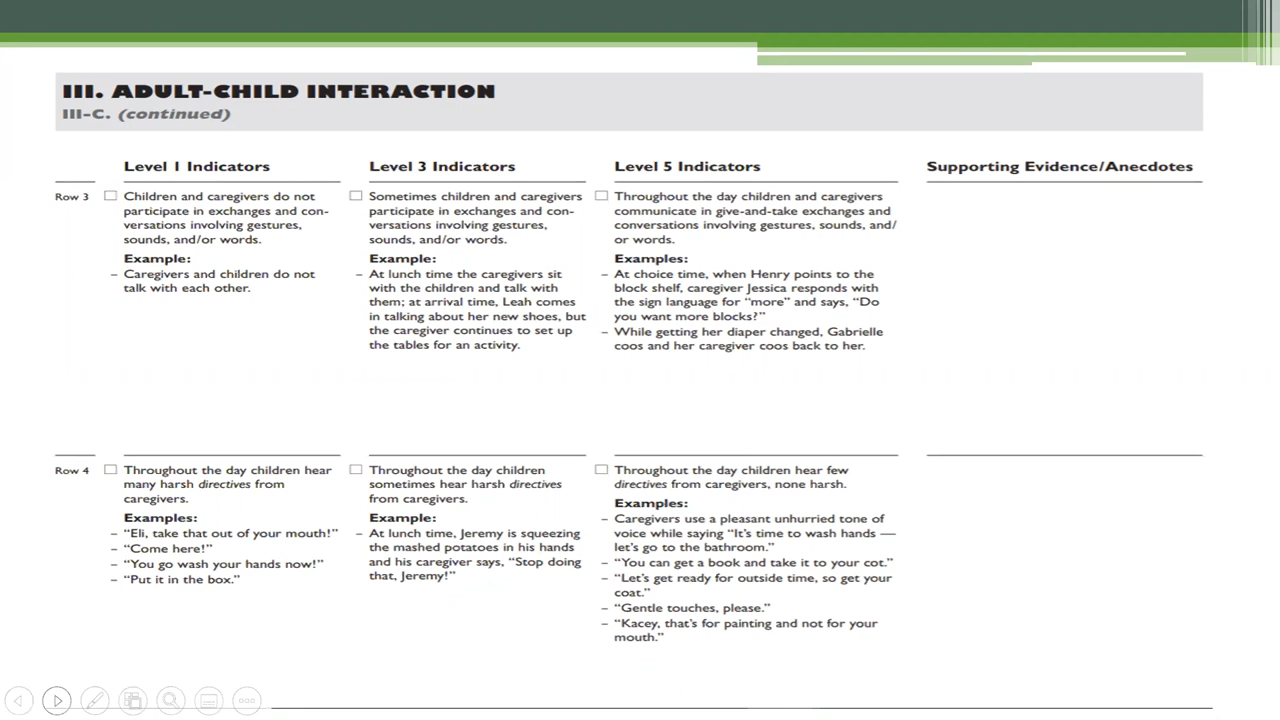 III. ADULT-CHILD INTERACTION
III-C. (continued)
Level 1 Indicators
Level 3 Indicators
Level 5 Indicators
Supporting Evidence/Anecdotes
Row 3
Children and caregivers do not
participate in exchanges and con-
versations involving gestures,
sounds, and/or words.
Example:
– Caregivers and children do not
talk with each other.
Sometimes children and caregivers
participate in exchanges and con-
versations involving gestures,
sounds, and/or words.
Example:
– At lunch time the caregivers sit
with the children and talk with
them; at arrival time, Leah comes
in talking about her new shoes, but
the caregiver continues to set up
the tables for an activity.
Throughout the day children and caregivers
communicate in give-and-take exchanges and
conversations involving gestures, sounds, and/
or words.
Examples:
– At choice time, when Henry points to the
block shelf, caregiver Jessica responds with
the sign language for “more” and says, “Do
you want more blocks?”
– While getting her diaper changed, Gabrielle
coos and her caregiver coos back to her.
Row 4
Throughout the day children hear
many harsh directives from
caregivers.
Examples:
– “Eli, take that out of your mouth!”
– “Come here!”
– “You go wash your hands now!”
– “Put it in the box.”
Throughout the day children
sometimes hear harsh directives
from caregivers.
Example:
– At lunch time, Jeremy is squeezing
the mashed potatoes in his hands
and his caregiver says, “Stop doing
that, Jeremy!”
Throughout the day children hear few
directives from caregivers, none harsh.
Examples:
– Caregivers use a pleasant unhurried tone of
voice while saying “It’s time to wash hands —
let’s go to the bathroom.”
– “You can get a book and take it to your cot.”
– “Let’s get ready for outside time, so get your
coat.”
– “Gentle touches, please.”
– “Kacey, that’s for painting and not for your
mouth.”